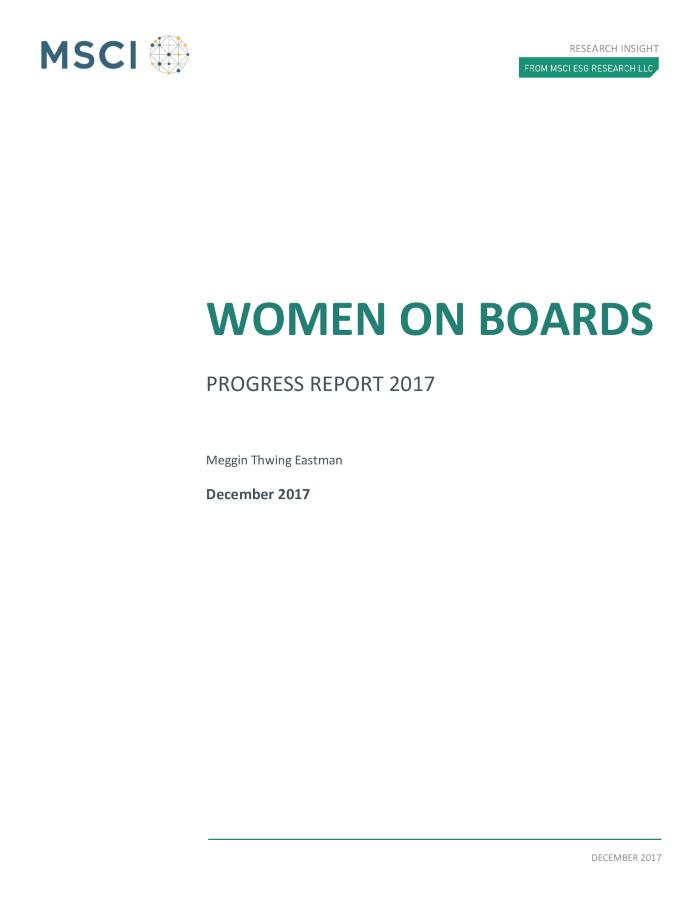 MSCI
RESEARCH INSIGHT
FROM MSCI ESG RESEARCH LLC
WOMEN ON BOARDS
PROGRESS REPORT 2017
Meggin Thwing Eastman
December 2017
DECEMBER 2017